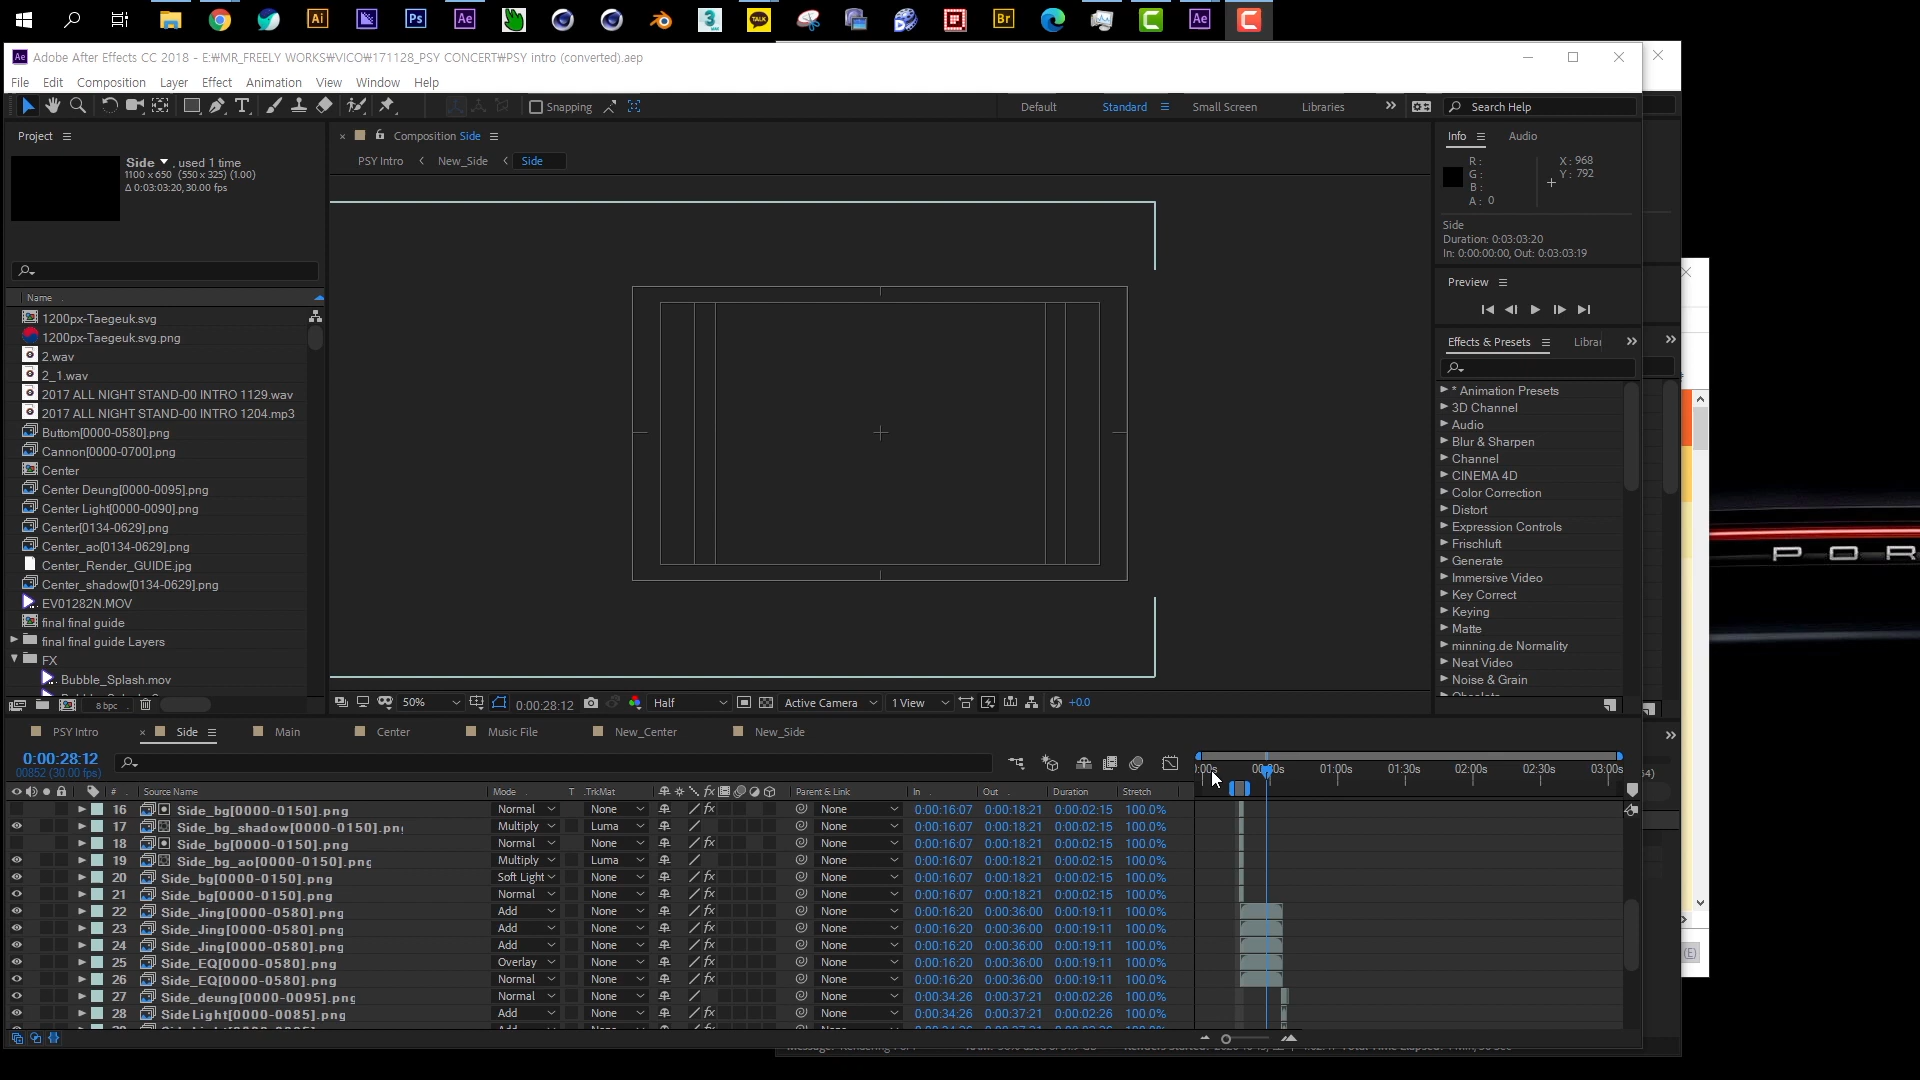 Adobe After Effects CC 2018 - E:₩MR_FREELY WORKS₩VICO₩171128_PSY CONCERT₩PSY intro (converted).aep
File Edit Composition Layer Effect Animation View Window Help
Snapping Default Standard Small Screen Libraries Search Help
Project
Side , used 1 time
1100 x 650 (550 x 325) (1.00)
Δ 0:03:03:20, 30.00 fps
Name
1200px-Taegeuk.svg
1200px-Taegeuk.svg.png
2.wav
2_1.wav
2017 ALL NIGHT STAND-00 INTRO 1129.wav
2017 ALL NIGHT STAND-00 INTRO 1204.mp3
Buttom[0000-0580].png
Cannon[0000-0700].png
Center
Center Deung[0000-0095].png
Center Light[0000-0090].png
Center[0134-0629].png
Center_ao[0134-0629].png
Center_Render_GUIDE.jpg
Center_shadow[0134-0629].png
EV01282N.MOV
final final guide
final final guide Layers
FX
Bubble_Splash.mov
8 bpc
Composition Side
PSY Intro New_Side Side
50% 0:00:28:12 Half Active Camera 1 View +0.0
Info Audio
R: X: 968
G: Y: 792
B:
A: 0
Side
Duration: 0:03:03:20
In: 0:00:00:00, Out: 0:03:03:19
Preview
Effects & Presets
* Animation Presets
3D Channel
Audio
Blur & Sharpen
Channel
CINEMA 4D
Color Correction
Distort
Expression Controls
Frischluft
Generate
Immersive Video
Key Correct
Keying
Matte
minning.de Normality
Neat Video
Noise & Grain
PSY Intro Side Main Center Music File New_Center New_Side
0:00:28:12
00852 (30.00 fps)
01:00s 01:30s 02:00s 02:30s 03:00s
# Source Name Mode T .TrkMat Parent & Link In Out Duration Stretch
16 Side_bg[0000-0150].png Normal None None 0:00:16:07 0:00:18:21 0:00:02:15 100.0%
17 Side_bg_shadow[0000-0150].png Multiply Luma None 0:00:16:07 0:00:18:21 0:00:02:15 100.0%
18 Side_bg[0000-0150].png Normal None None 0:00:16:07 0:00:18:21 0:00:02:15 100.0%
19 Side_bg_ao[0000-0150].png Multiply Luma None 0:00:16:07 0:00:18:21 0:00:02:15 100.0%
20 Side_bg[0000-0150].png Soft Light None None 0:00:16:07 0:00:18:21 0:00:02:15 100.0%
21 Side_bg[0000-0150].png Normal None None 0:00:16:07 0:00:18:21 0:00:02:15 100.0%
22 Side_Jing[0000-0580].png Add None None 0:00:16:20 0:00:36:00 0:00:19:11 100.0%
23 Side_Jing[0000-0580].png Add None None 0:00:16:20 0:00:36:00 0:00:19:11 100.0%
24 Side_Jing[0000-0580].png Add None None 0:00:16:20 0:00:36:00 0:00:19:11 100.0%
25 Side_EQ[0000-0580].png Overlay None None 0:00:16:20 0:00:36:00 0:00:19:11 100.0%
26 Side_EQ[0000-0580].png Normal None None 0:00:16:20 0:00:36:00 0:00:19:11 100.0%
27 Side_deung[0000-0095].png Normal None None 0:00:34:26 0:00:37:21 0:00:02:26 100.0%
28 Side Light[0000-0085].png Add None None 0:00:34:26 0:00:37:21 0:00:02:26 100.0%
P O R